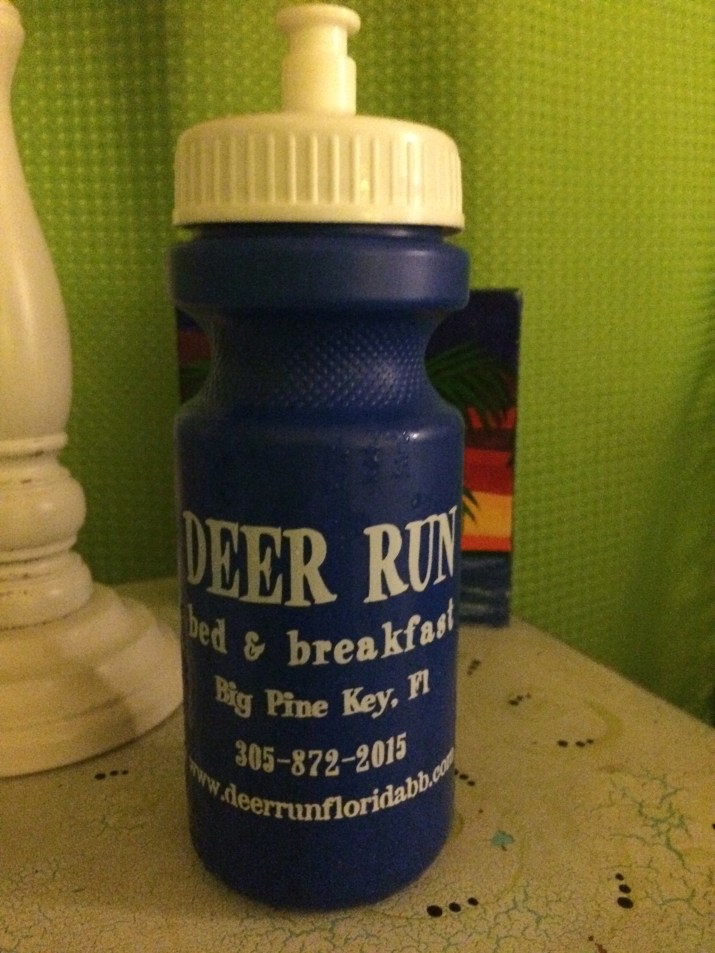 DEER RUN
bed & breakfast
Big Pine Key, Fl
305-872-2015
www.deerrunfloridabb.com